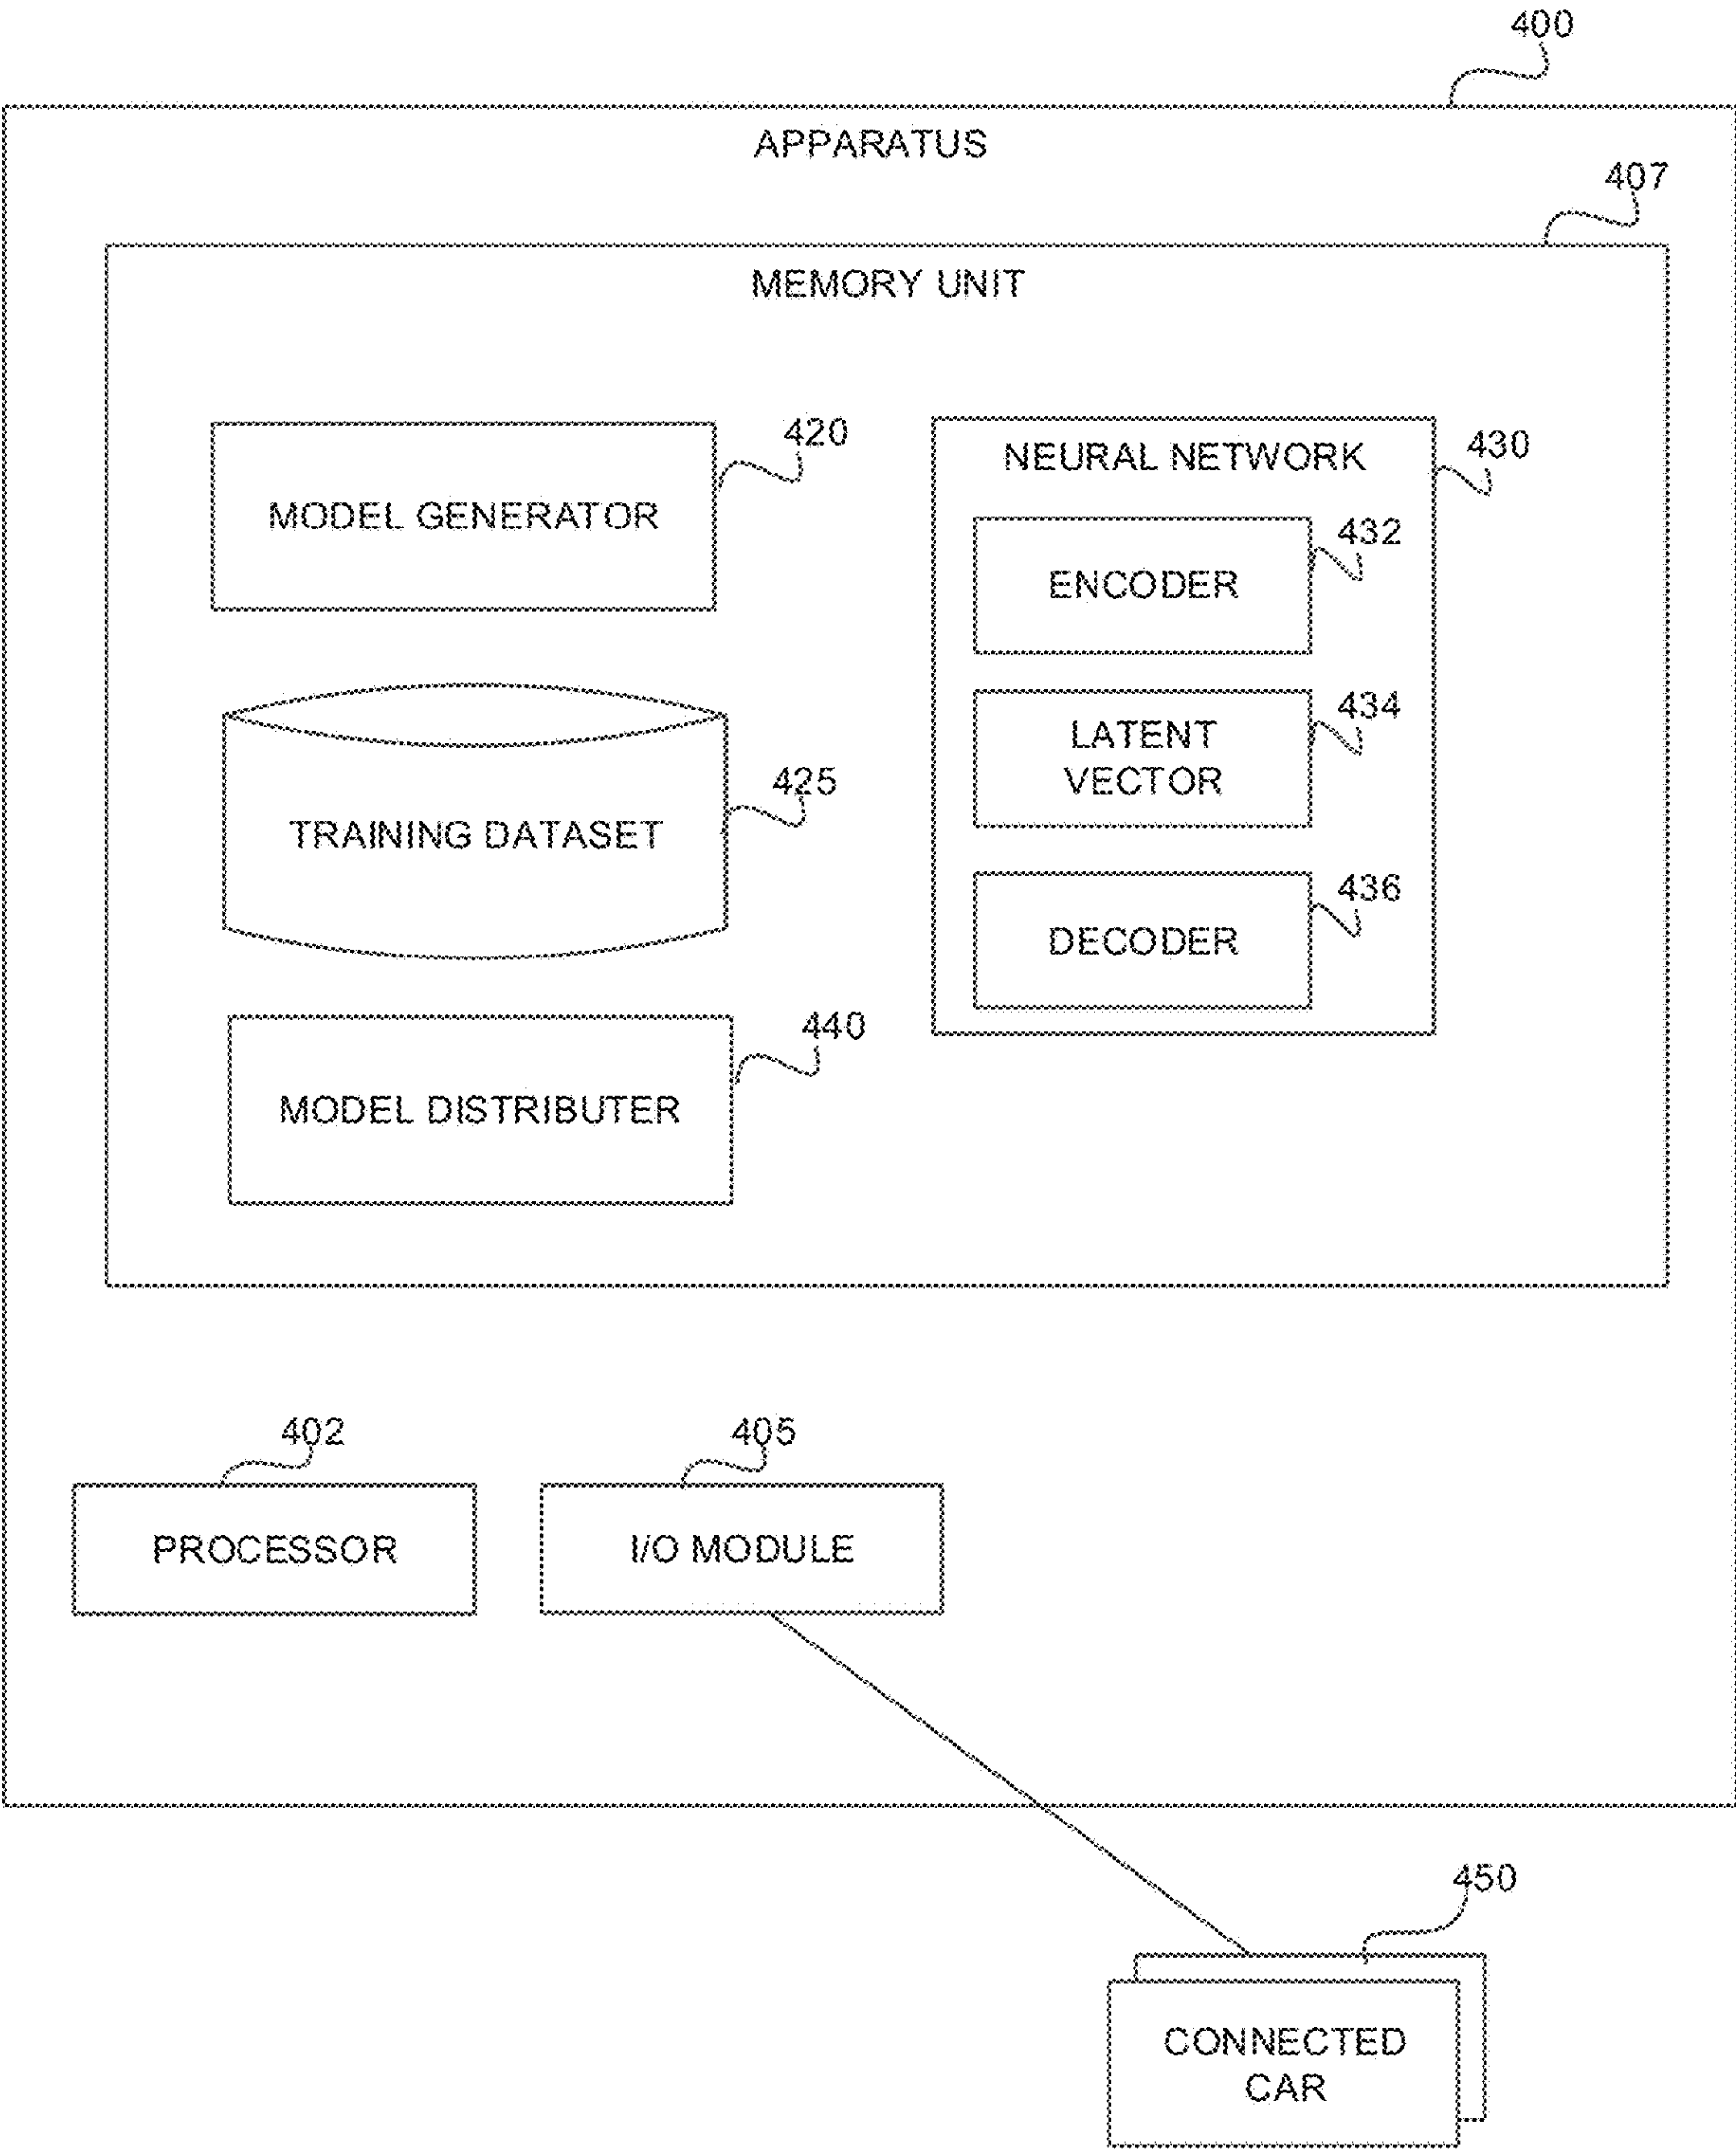 400
APPARATUS
407
MEMORY UNIT
420
MODEL GENERATOR
NEURAL NETWORK
430
432
ENCODER
434
LATENT
VECTOR
425
TRAINING DATASET
436
DECODER
440
MODEL DISTRIBUTER
402
PROCESSOR
405
I/O MODULE
450
CONNECTED
CAR